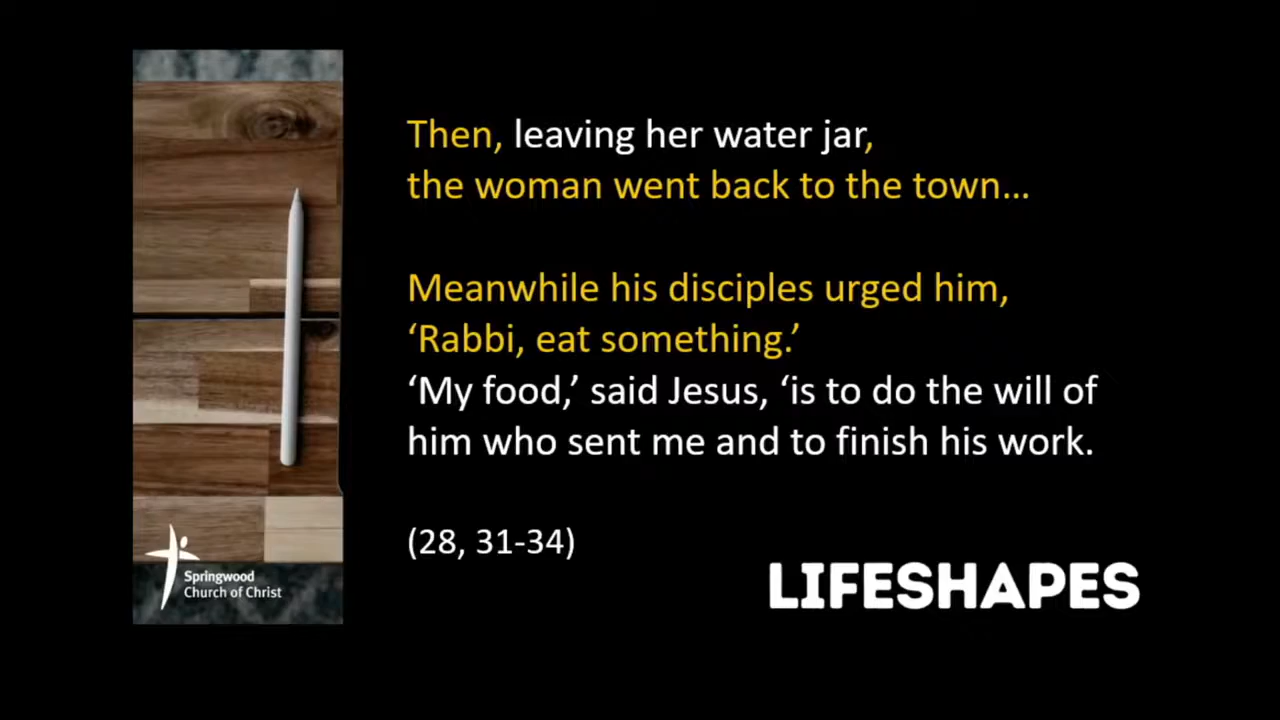 Then, leaving her water jar,
the woman went back to the town...
Meanwhile his disciples urged him,
‘Rabbi, eat something.’
‘My food,’ said Jesus, ‘is to do the will of
him who sent me and to finish his work.
(28, 31-34)
LIFESHAPES
Springwood
Church of Christ